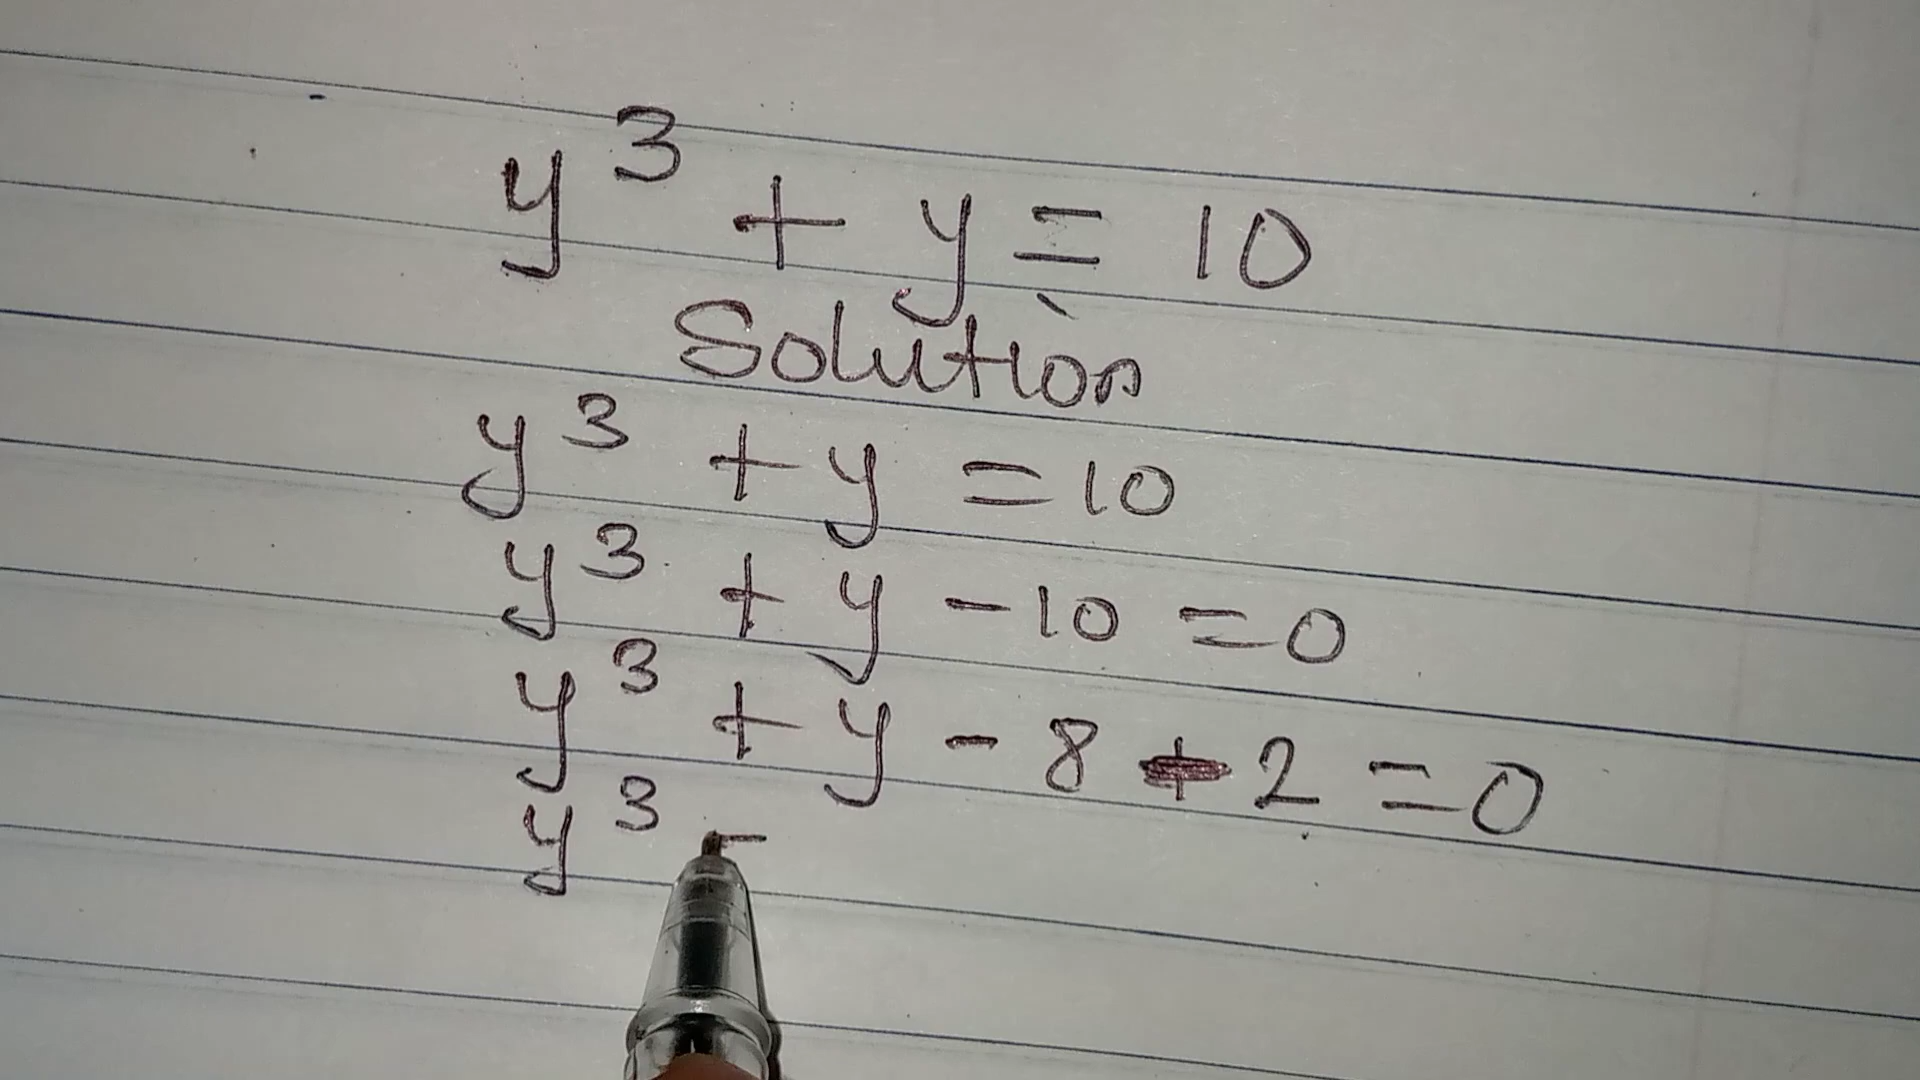 y³ + y = 10
Solution
y³ + y = 10
y³ + y - 10 = 0
y³ + y - 8 - 2 = 0
y³ -